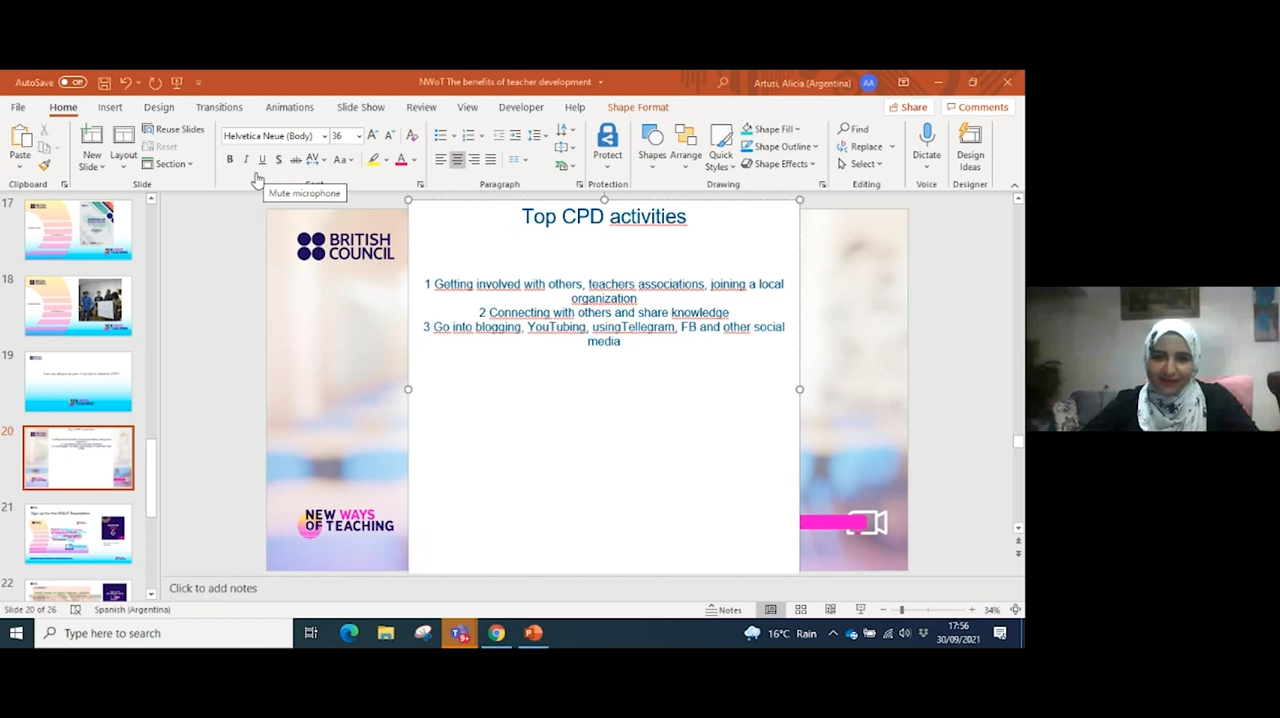 AutoSave Off
NWoT The benefits of teacher development
Artusi, Alicia (Argentina) AA
File Home Insert Design Transitions Animations Slide Show Review View Developer Help Shape Format Share Comments
Paste
New Slide
Layout
Reuse Slides
Reset
Section
Helvetica Neue (Body) 36
B I U S ab AV Aa A
Protect
Shapes Arrange Quick Styles
Shape Fill
Shape Outline
Shape Effects
Find
Replace
Select
Dictate
Design Ideas
Clipboard Slide Paragraph Protection Drawing Editing Voice Designer
Mute microphone
17
18
19
20
21
22
BRITISH
COUNCIL
Top CPD activities
1 Getting involved with others, teachers associations, joining a local
organization
2 Connecting with others and share knowledge
3 Go into blogging, YouTubing, usingTellegram, FB and other social
media
NEW WAYS
OF TEACHING
Click to add notes
Slide 20 of 26 Spanish (Argentina) Notes 34%
Type here to search
16°C Rain
17:56
30/09/2021